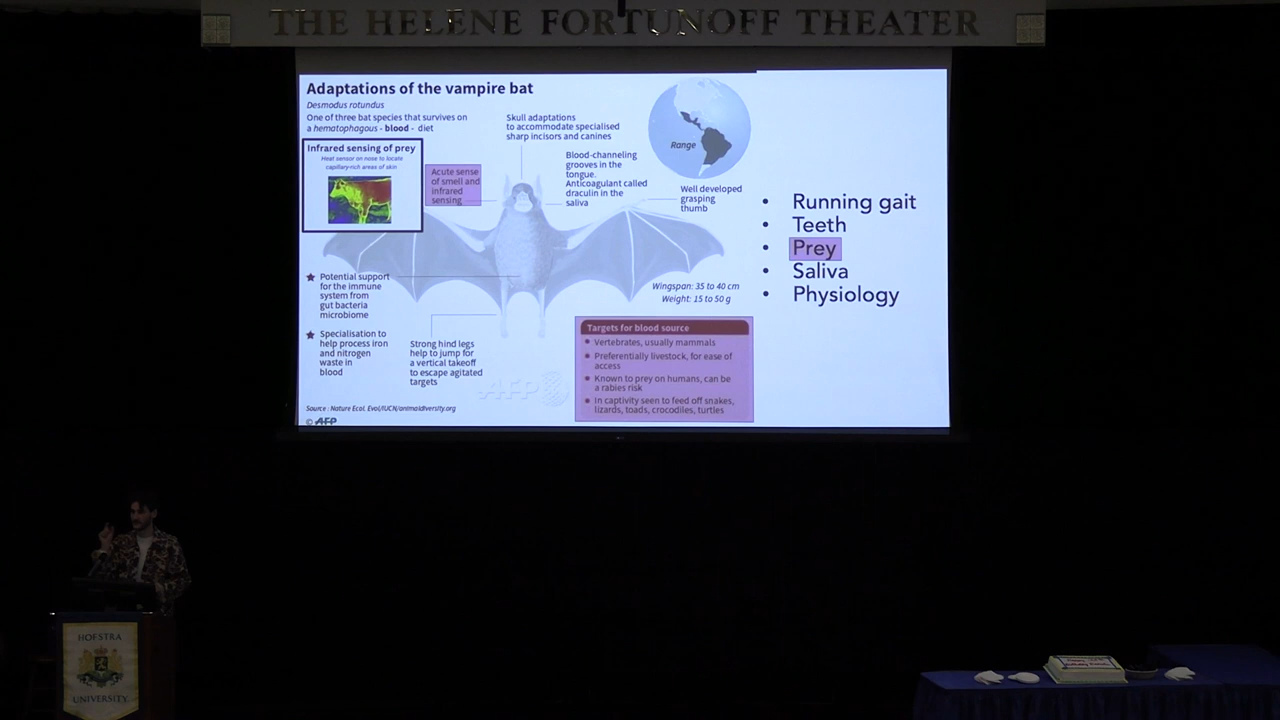 THE HELENE FORTUNOFF THEATER
Adaptations of the vampire bat
Desmodus rotundus
One of three bat species that survives on
a hematophagous - blood - diet
Infrared sensing of prey
Heat sensor on nose to locate
capillary-rich areas of skin
Acute sense
of smell and
infrared
sensing
Skull adaptations
to accommodate specialised
sharp incisors and canines
Blood-channeling
grooves in the
tongue.
Anticoagulant called
draculin in the
saliva
Range
Well developed
grasping
thumb
Potential support
for the immune
system from
gut bacteria
microbiome
Specialisation to
help process iron
and nitrogen
waste in
blood
Strong hind legs
help to jump for
a vertical takeoff
to escape agitated
targets
Wingspan: 35 to 40 cm
Weight: 15 to 50 g
Targets for blood source
Vertebrates, usually mammals
Preferentially livestock, for ease of
access
Known to prey on humans, can be
a rabies risk
In captivity seen to feed off snakes,
lizards, toads, crocodiles, turtles
AFP
Source : Nature Ecol. Evol/IUCN/animaldiversity.org
© AFP
• Running gait
• Teeth
• Prey
• Saliva
• Physiology
HOFSTRA
UNIVERSITY